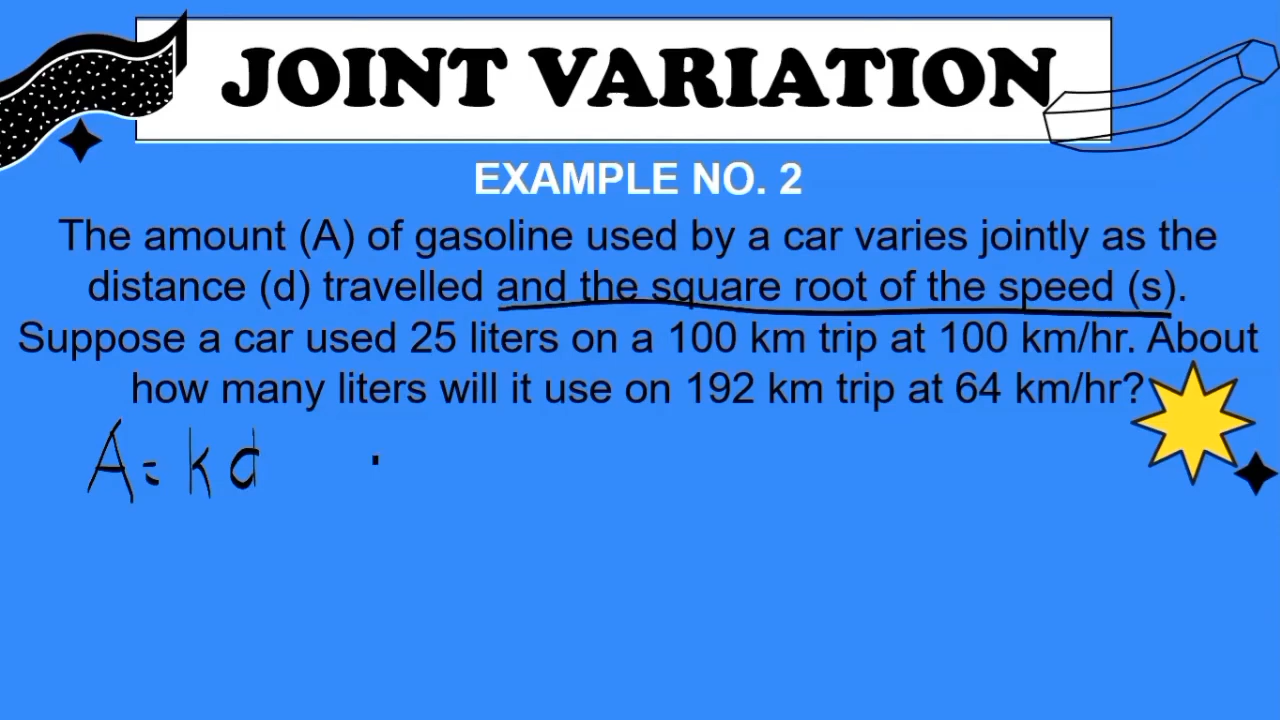 JOINT VARIATION
EXAMPLE NO. 2
The amount (A) of gasoline used by a car varies jointly as the
distance (d) travelled and the square root of the speed (s).
Suppose a car used 25 liters on a 100 km trip at 100 km/hr. About
how many liters will it use on 192 km trip at 64 km/hr?
A = k d